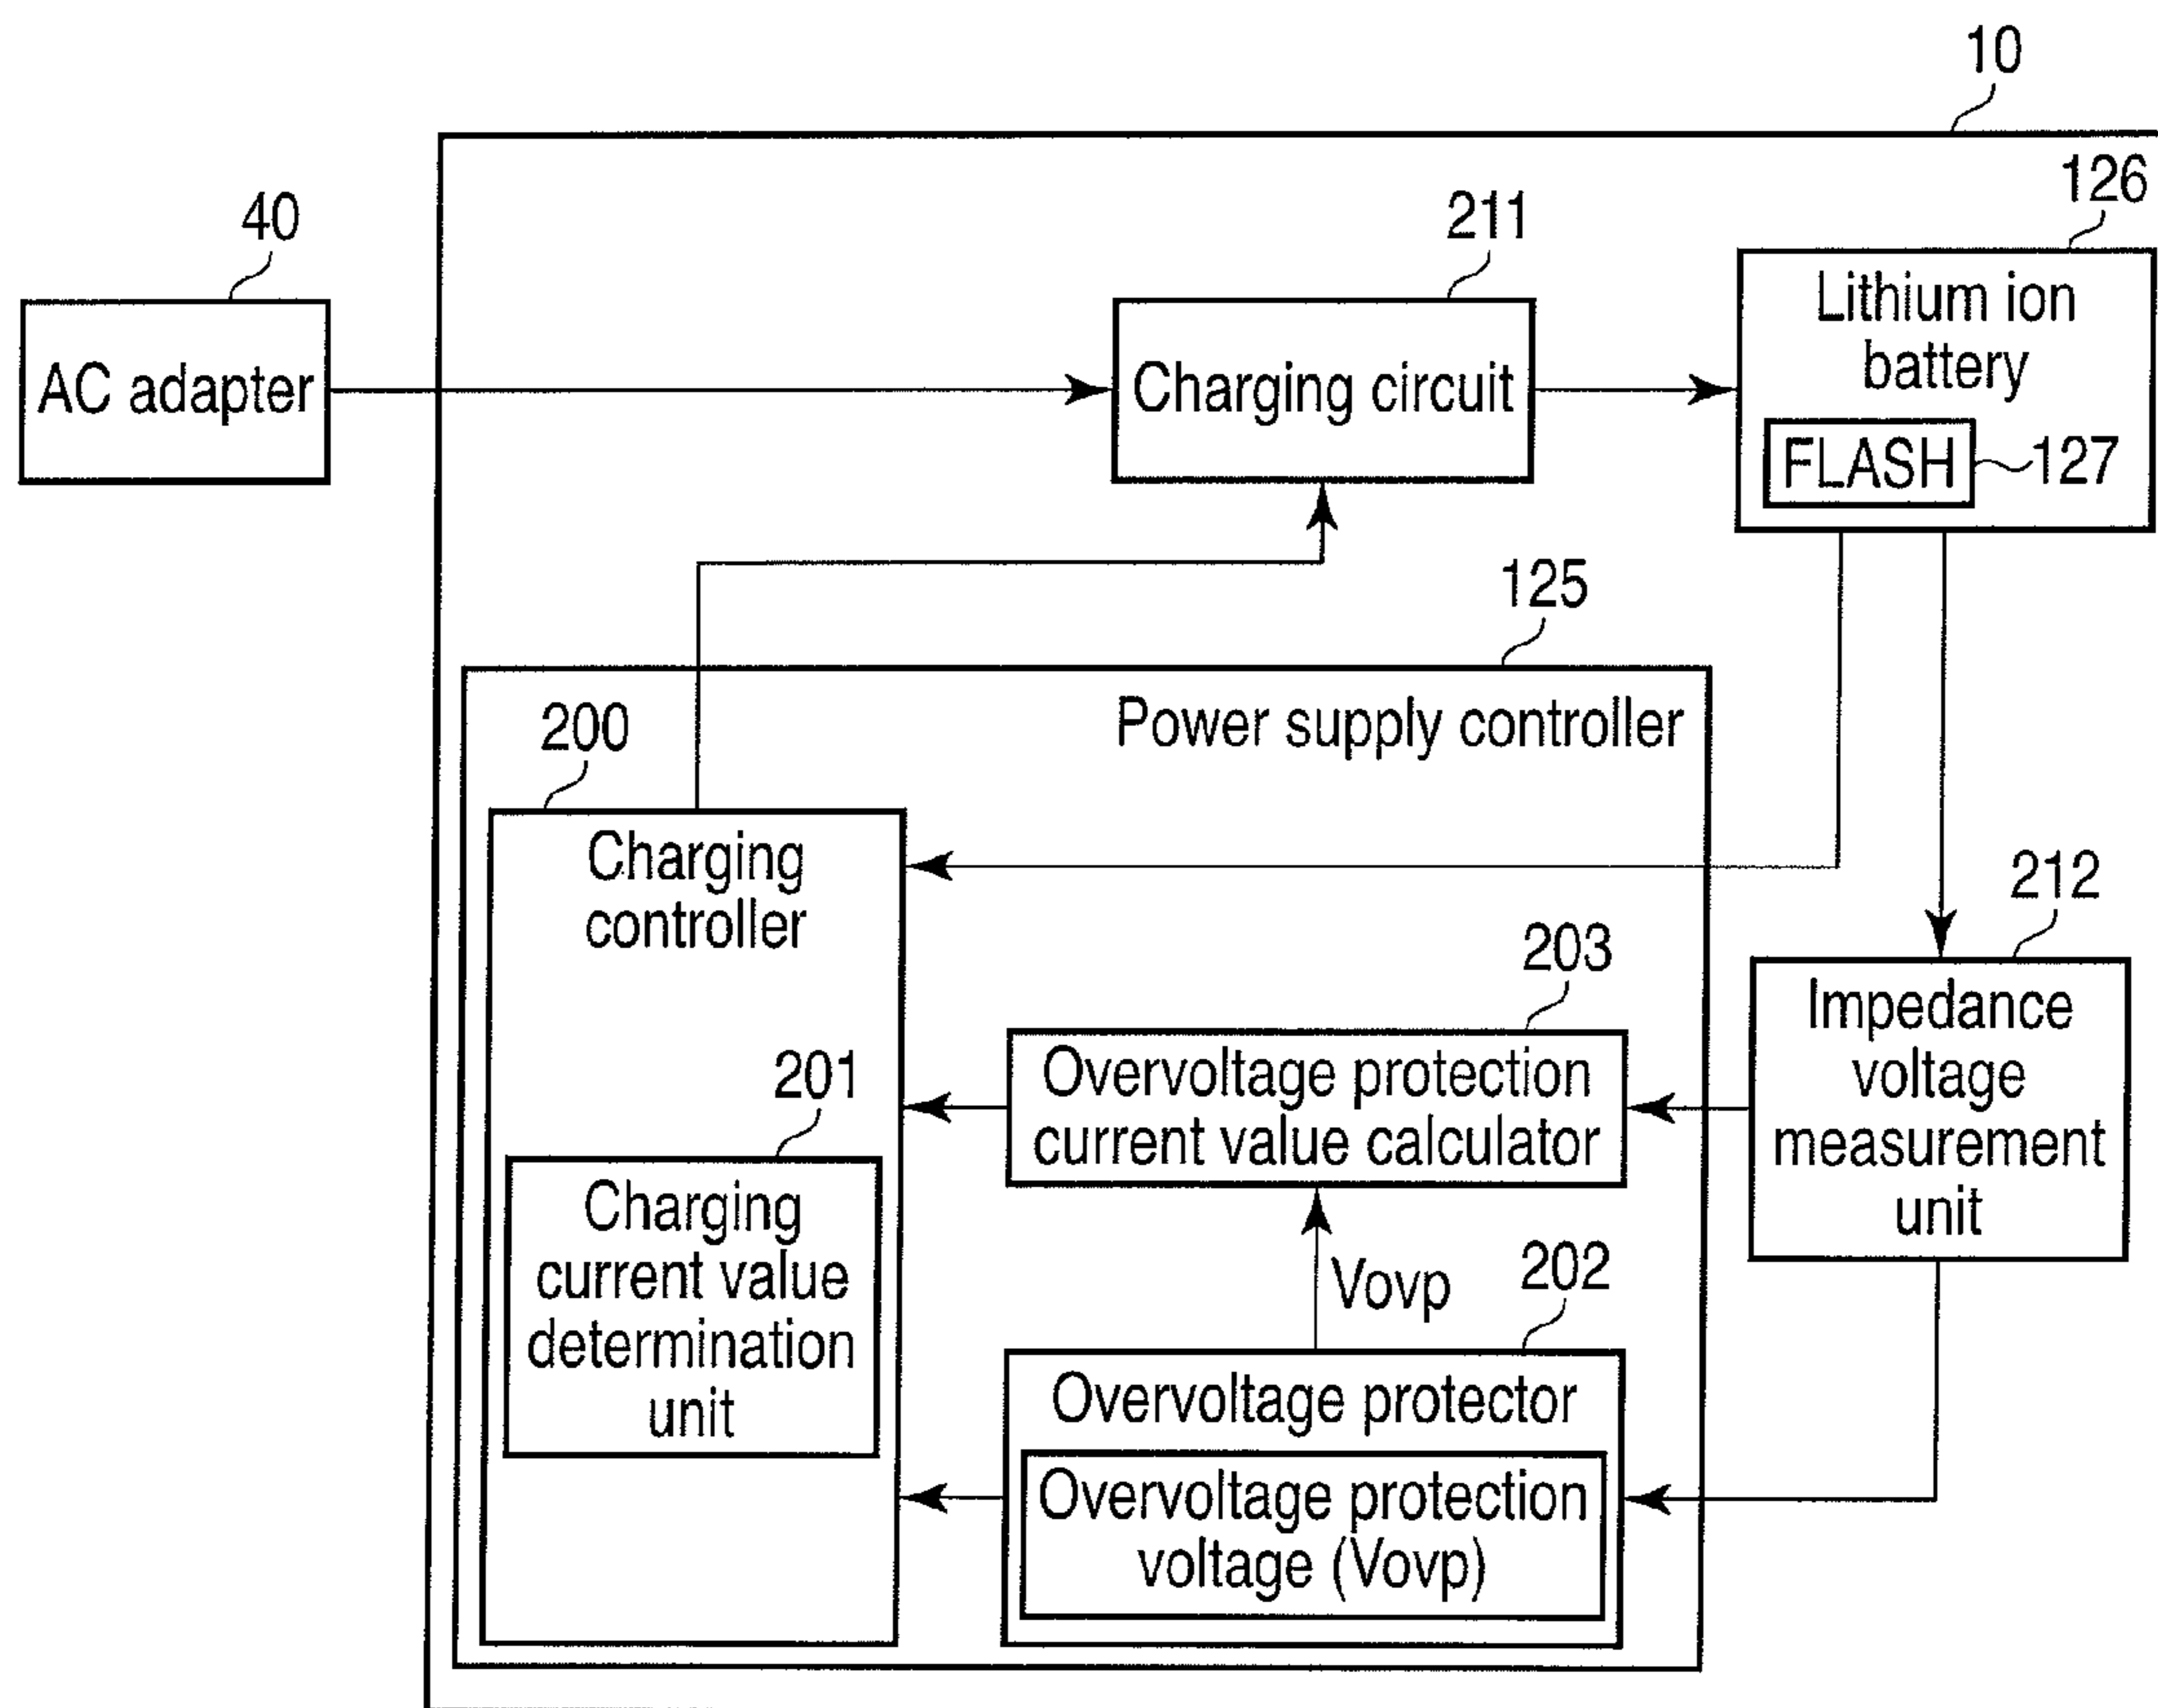 10
126
40
211
Lithium ion
battery
AC adapter
Charging circuit
FLASH
127
125
Power supply controller
200
Charging
controller
212
203
Impedance
voltage
measurement
unit
Overvoltage protection
current value calculator
201
Charging
current value
determination
unit
Vovp
202
Overvoltage protector
Overvoltage protection
voltage (Vovp)